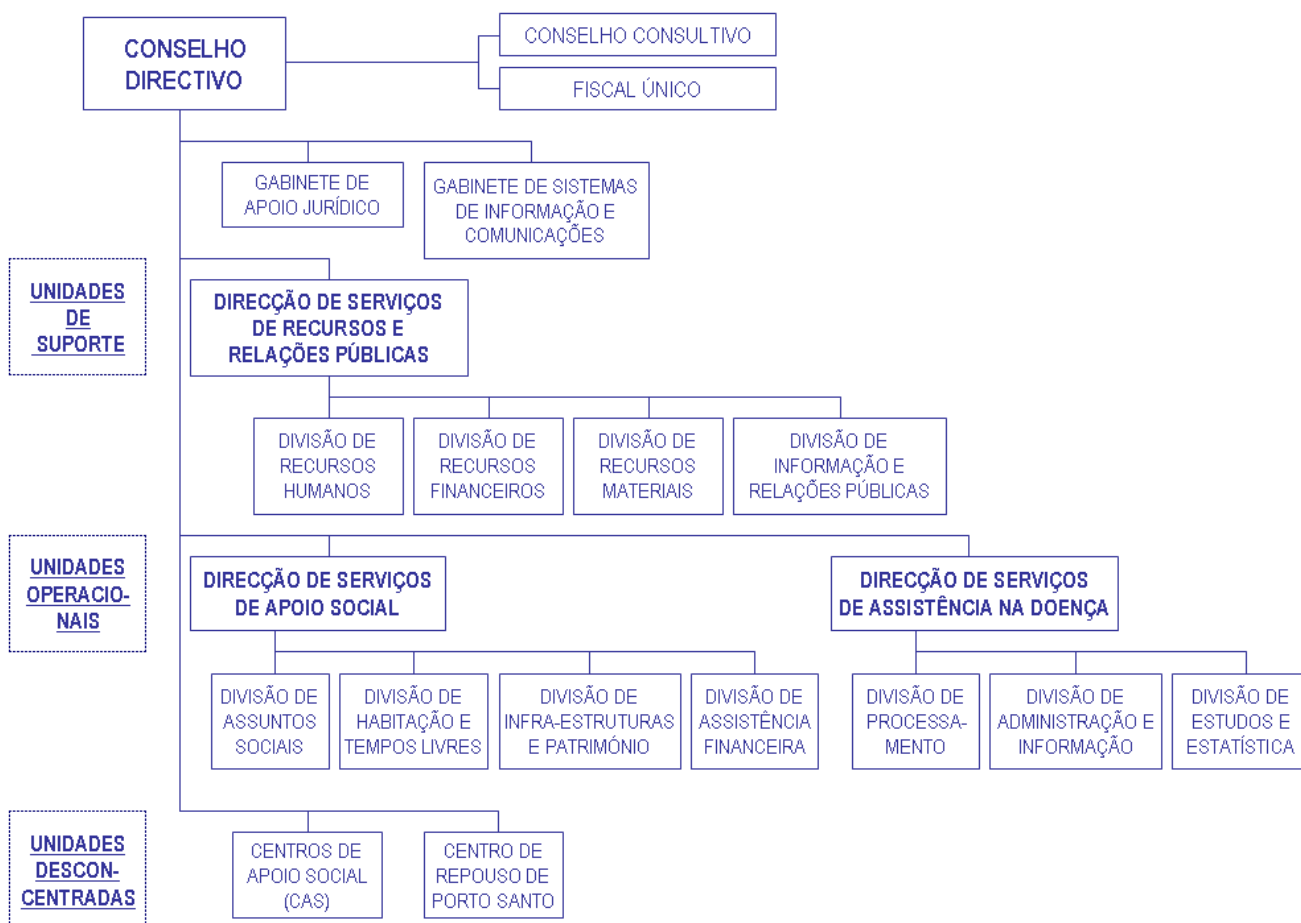 CONSELHO
DIRECTIVO
CONSELHO CONSULTIVO
FISCAL ÚNICO
GABINETE DE
APOIO JURÍDICO
GABINETE DE SISTEMAS
DE INFORMAÇÃO E
COMUNICAÇÕES
UNIDADES
DE
SUPORTE
DIRECÇÃO DE SERVIÇOS
DE RECURSOS E
RELAÇÕES PÚBLICAS
DIVISÃO DE
RECURSOS
HUMANOS
DIVISÃO DE
RECURSOS
FINANCEIROS
DIVISÃO DE
RECURSOS
MATERIAIS
DIVISÃO DE
INFORMAÇÃO E
RELAÇÕES PÚBLICAS
UNIDADES
OPERACIO-
NAIS
DIRECÇÃO DE SERVIÇOS
DE APOIO SOCIAL
DIRECÇÃO DE SERVIÇOS
DE ASSISTÊNCIA NA DOENÇA
DIVISÃO DE
ASSUNTOS
SOCIAIS
DIVISÃO DE
HABITAÇÃO E
TEMPOS LIVRES
DIVISÃO DE
INFRA-ESTRUTURAS
E PATRIMÓNIO
DIVISÃO DE
ASSISTÊNCIA
FINANCEIRA
DIVISÃO DE
PROCESSA-
MENTO
DIVISÃO DE
ADMINISTRAÇÃO E
INFORMAÇÃO
DIVISÃO DE
ESTUDOS E
ESTATÍSTICA
UNIDADES
DESCON-
CENTRADAS
CENTROS DE
APOIO SOCIAL
(CAS)
CENTRO DE
REPOUSO DE
PORTO SANTO